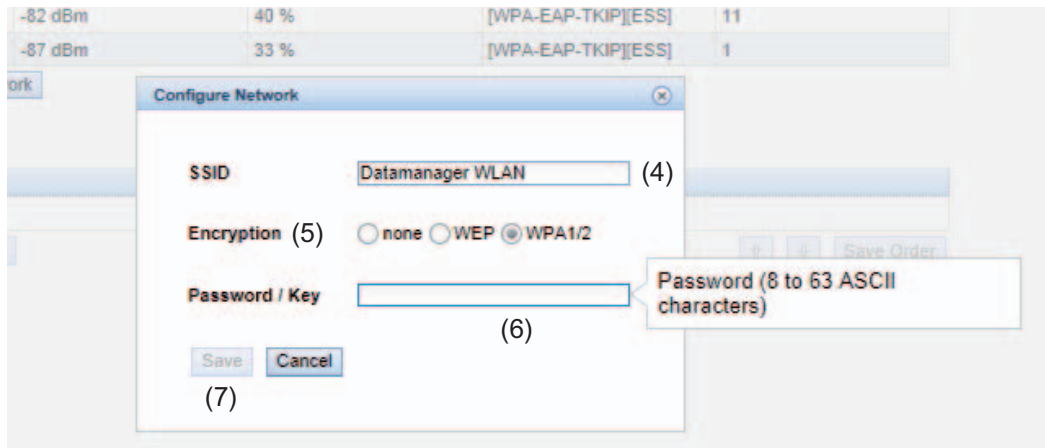 -82 dBm 40 % [WPA-EAP-TKIP][ESS] 11
-87 dBm 33 % [WPA-EAP-TKIP][ESS] 1
ork
Configure Network
SSID Datamanager WLAN (4)
Encryption (5) none WEP WPA1/2
Save Order
Password / Key
Password (8 to 63 ASCII
characters)
(6)
Save Cancel
(7)